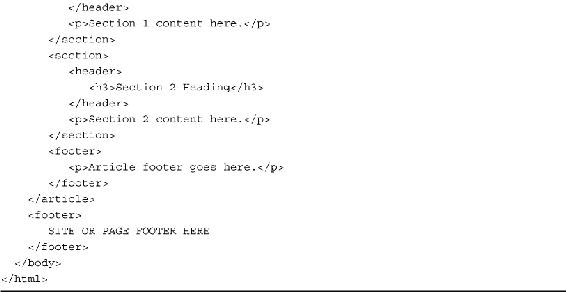 </header>
<p>Section 1 content here.</p>
</section>
<section>
<header>
<h3>Section 2 Heading</h3>
</header>
<p>Section 2 content here.</p>
</section>
<footer>
<p>Article footer goes here.</p>
</footer>
</article>
<footer>
SITE OR PAGE FOOTER HERE
</footer>
</body>
</html>